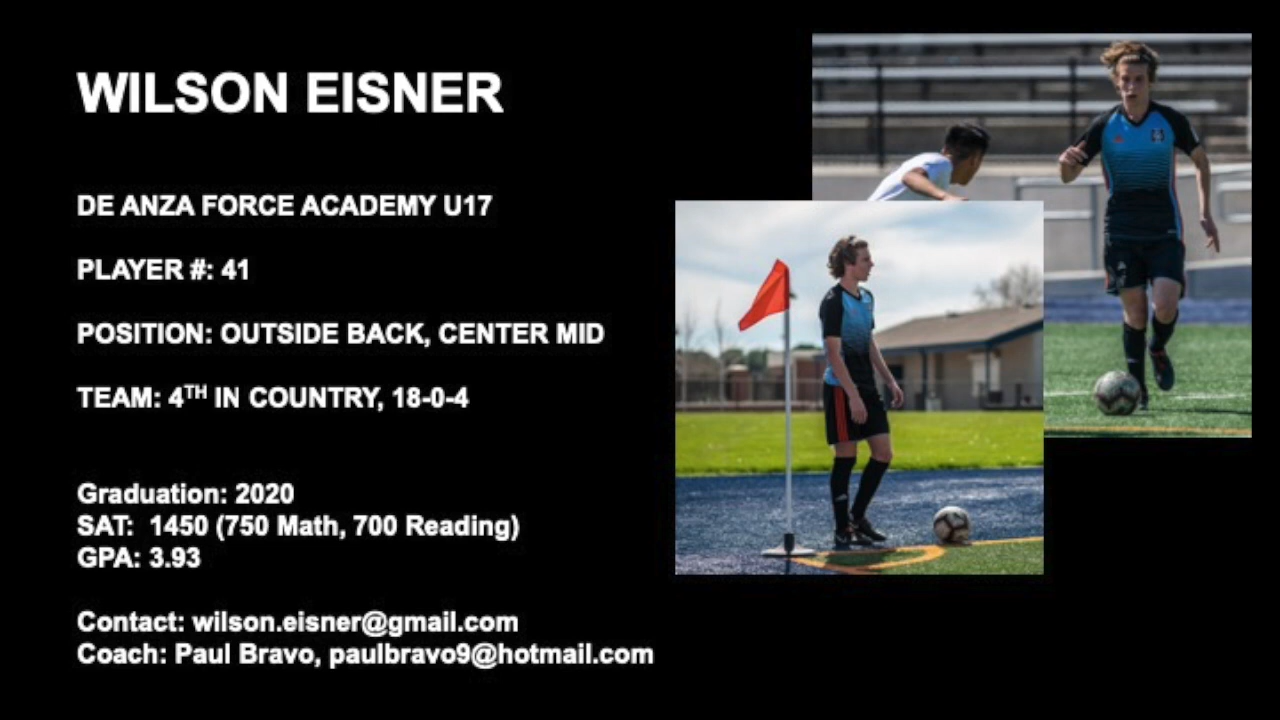 WILSON EISNER
DE ANZA FORCE ACADEMY U17
PLAYER #: 41
POSITION: OUTSIDE BACK, CENTER MID
TEAM: 4TH IN COUNTRY, 18-0-4
Graduation: 2020
SAT:  1450 (750 Math, 700 Reading)
GPA: 3.93
Contact: wilson.eisner@gmail.com
Coach: Paul Bravo, paulbravo9@hotmail.com